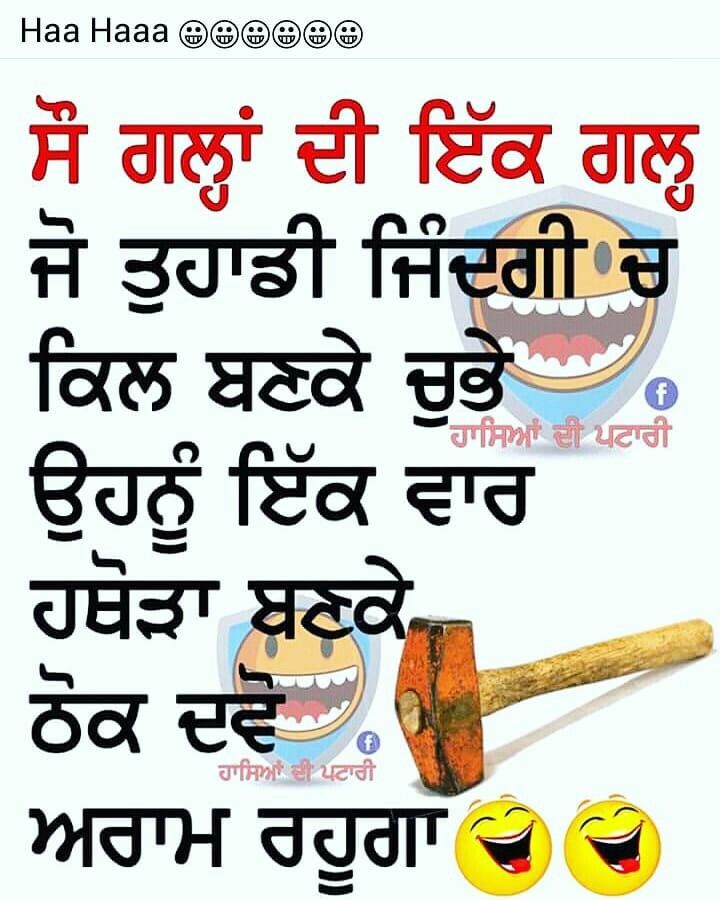 Haa Haaa 😀😀😀😀😀😀
ਸੌ ਗਲ੍ਹਾਂ ਦੀ ਇੱਕ ਗਲ੍ਹ
ਜੋ ਤੁਹਾਡੀ ਜਿੰਦਗੀ ਚ
ਕਿਲ ਬਣਕੇ ਚੁਭੇ
ਹਾਸਿਆਂ ਦੀ ਪਟਾਰੀ
ਉਹਨੂੰ ਇੱਕ ਵਾਰ
ਹਥੋੜਾ ਬਣਕੇ
ਠੋਕ ਦਵੋ
ਹਾਸਿਆਂ ਦੀ ਪਟਾਰੀ
ਅਰਾਮ ਰਹੂਗਾ